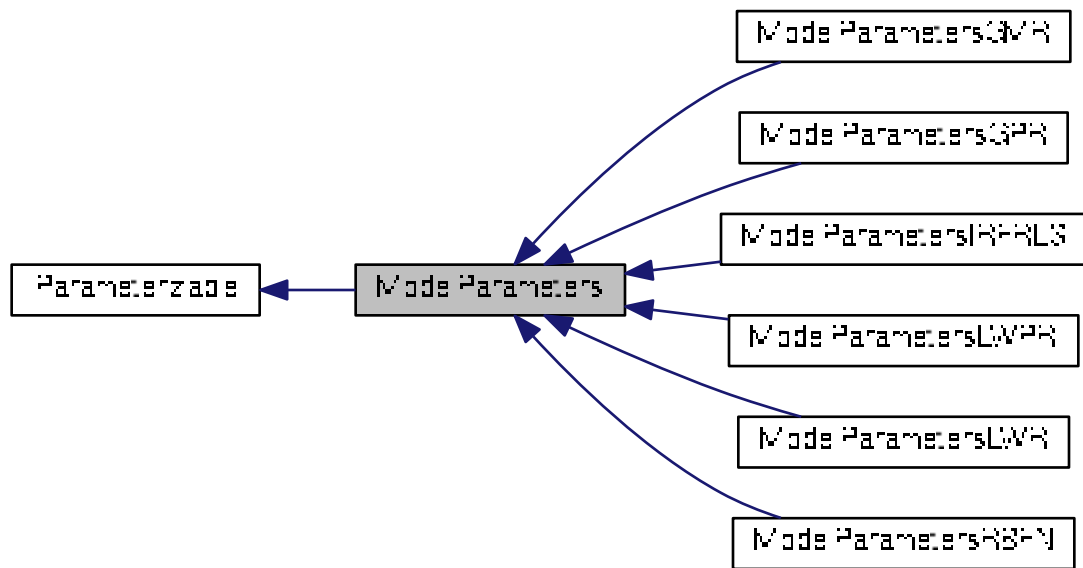 ModelParametersGMR
ModelParametersGPR
ModelParametersIRFRLS
Parameterizable
ModelParameters
ModelParametersLWPR
ModelParametersLWR
ModelParametersRBFN